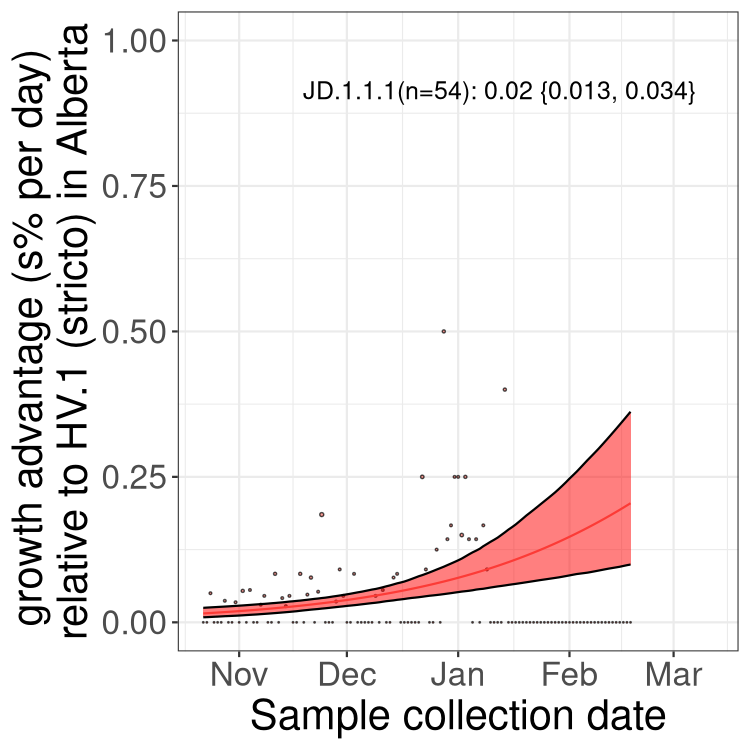 growth advantage (s% per day)
relative to HV.1 (stricto) in Alberta
1.00
JD.1.1.1(n=54): 0.02 {0.013, 0.034}
0.75
0.50
0.25
0.00
Nov Dec Jan Feb Mar
Sample collection date